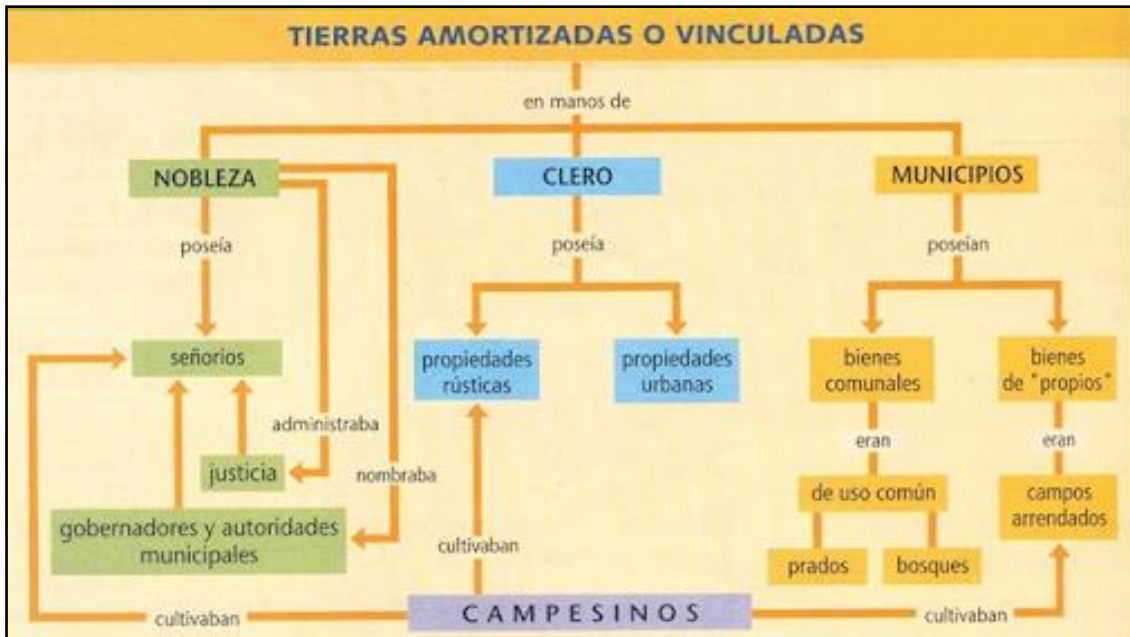 TIERRAS AMORTIZADAS O VINCULADAS
en manos de
NOBLEZA
CLERO
MUNICIPIOS
poseía
poseía
poseían
señorios
propiedades
rústicas
propiedades
urbanas
bienes
comunales
bienes
de "propios"
administraba
eran
eran
justicia
nombraba
de uso común
campos
arrendados
gobernadores y autoridades
municipales
cultivaban
prados
bosques
cultivaban
CAMPESINOS
cultivaban